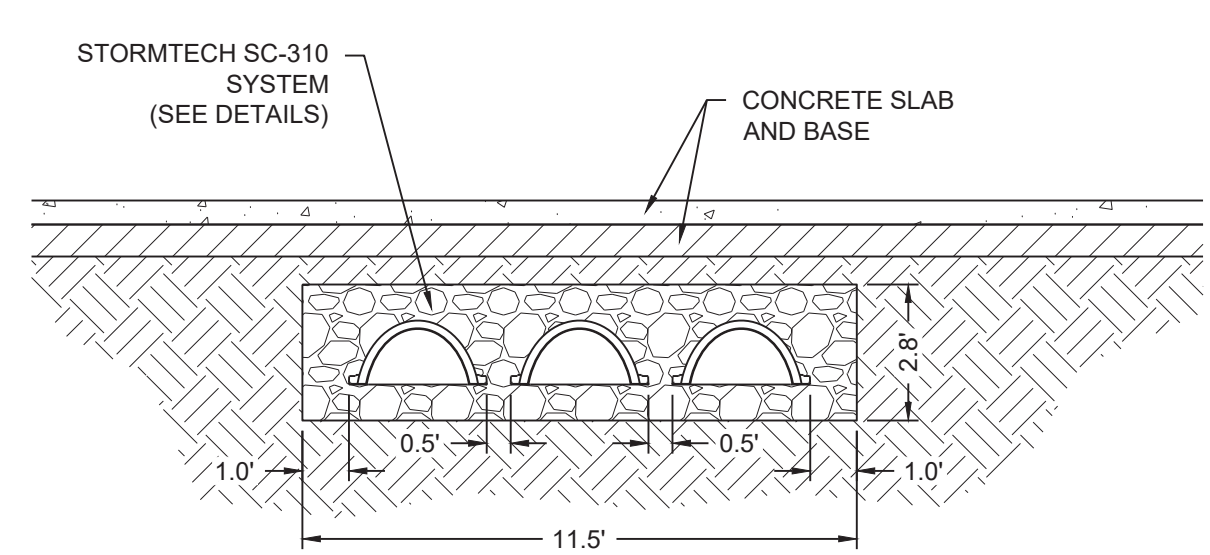 STORMTECH SC-310
SYSTEM
(SEE DETAILS)
CONCRETE SLAB
AND BASE
2.8'
0.5'
0.5'
1.0'
1.0'
11.5'